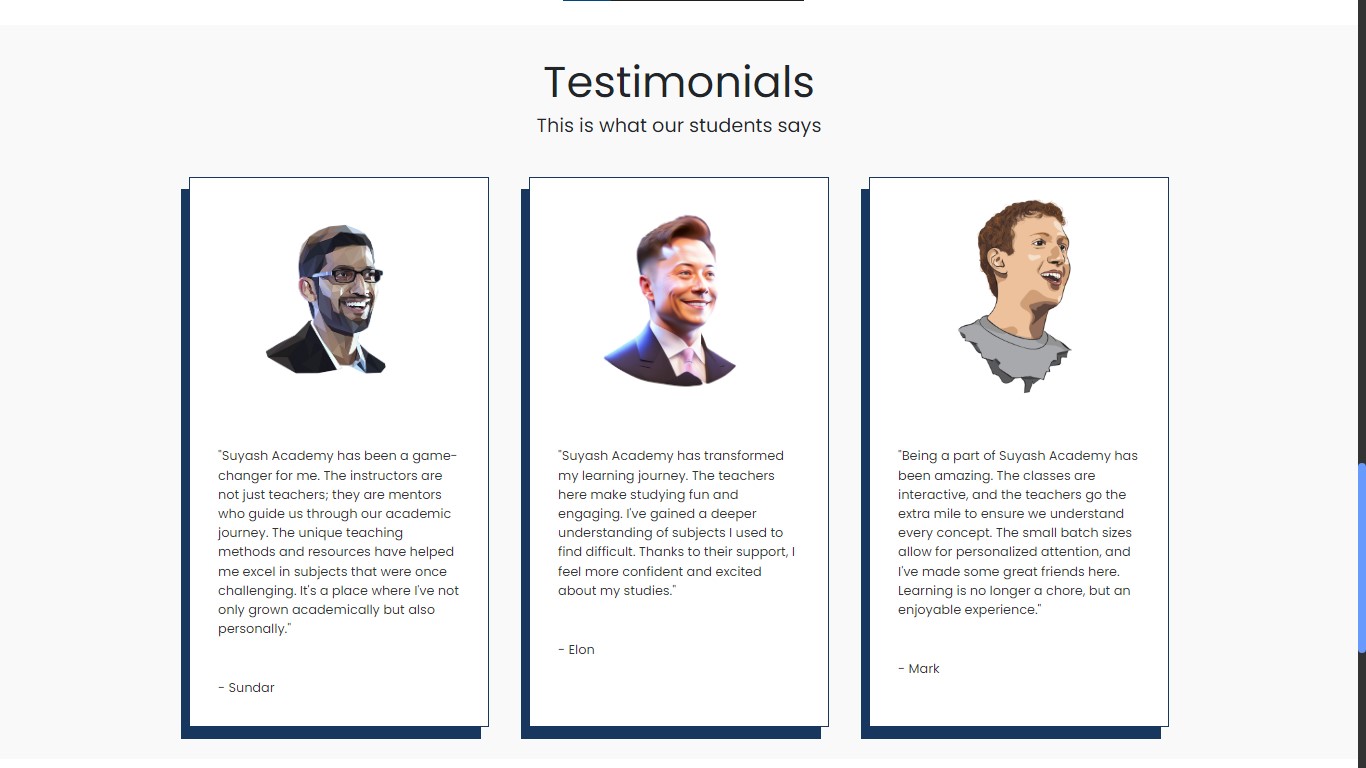 Testimonials
This is what our students says
"Suyash Academy has been a game-
changer for me. The instructors are
not just teachers; they are mentors
who guide us through our academic
journey. The unique teaching
methods and resources have helped
me excel in subjects that were once
challenging. It's a place where I've not
only grown academically but also
personally."
- Sundar
"Suyash Academy has transformed
my learning journey. The teachers
here make studying fun and
engaging. I've gained a deeper
understanding of subjects I used to
find difficult. Thanks to their support, I
feel more confident and excited
about my studies."
- Elon
"Being a part of Suyash Academy has
been amazing. The classes are
interactive, and the teachers go the
extra mile to ensure we understand
every concept. The small batch sizes
allow for personalized attention, and
I've made some great friends here.
Learning is no longer a chore, but an
enjoyable experience."
- Mark